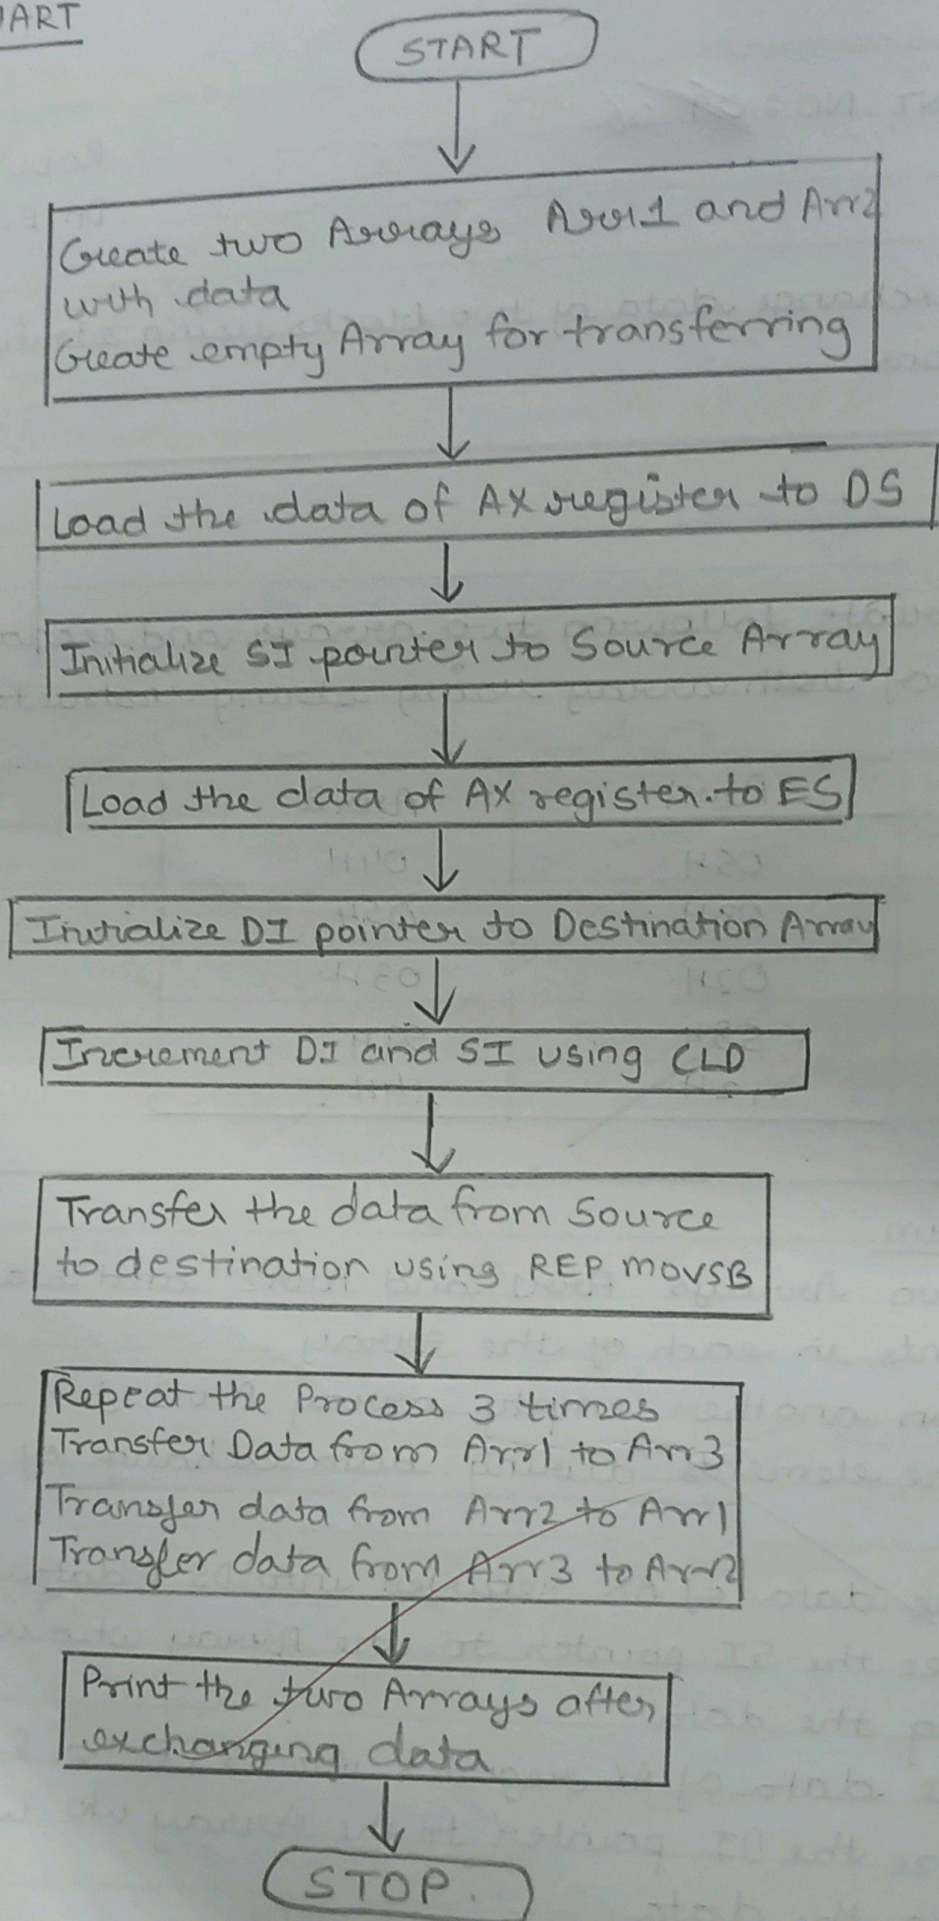 START
Create two Arrays Arr1 and Arr2
with data
Create empty Array for transferring
Load the data of AX register to DS
Initialize SI pointer to Source Array
Load the data of AX register to ES
Initialize DI pointer to Destination Array
Increment DI and SI using CLD
Transfer the data from Source
to destination using REP MOVSB
Repeat the Process 3 times
Transfer Data from Arr1 to Arr3
Transfer data from Arr2 to Arr1
Transfer data from Arr3 to Arr2
Print the two Arrays after
exchanging data
STOP.